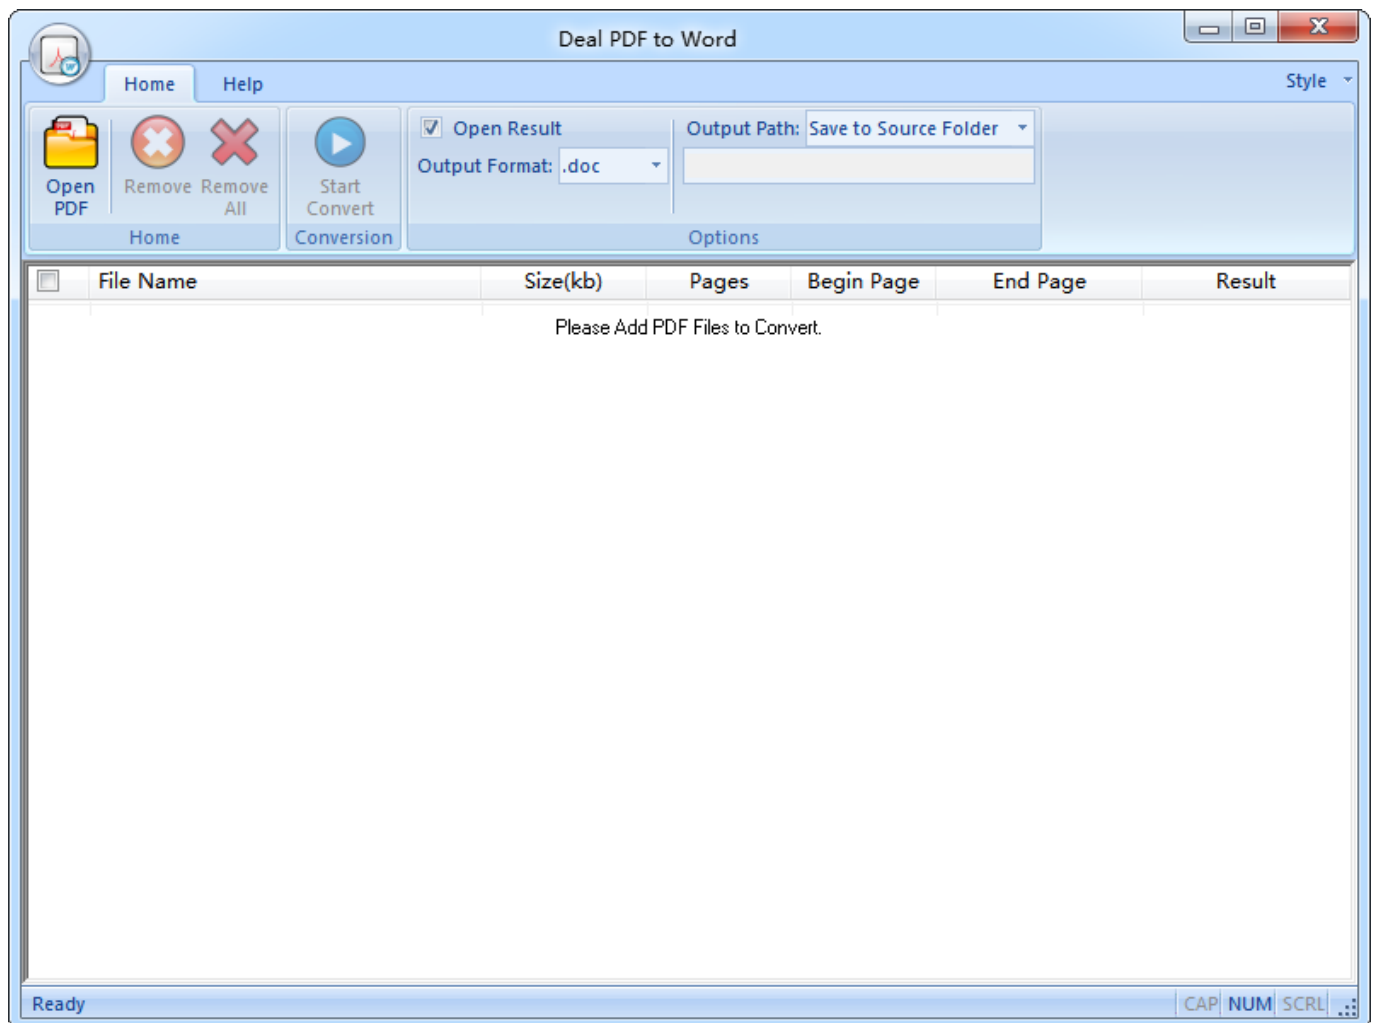 Deal PDF to Word
Home Help Style
Open Result
Output Path: Save to Source Folder
Output Format: .doc
Open PDF
Remove
Remove All
Start Convert
Home
Conversion
Options
File Name Size(kb) Pages Begin Page End Page Result
Please Add PDF Files to Convert.
Ready CAP NUM SCRL